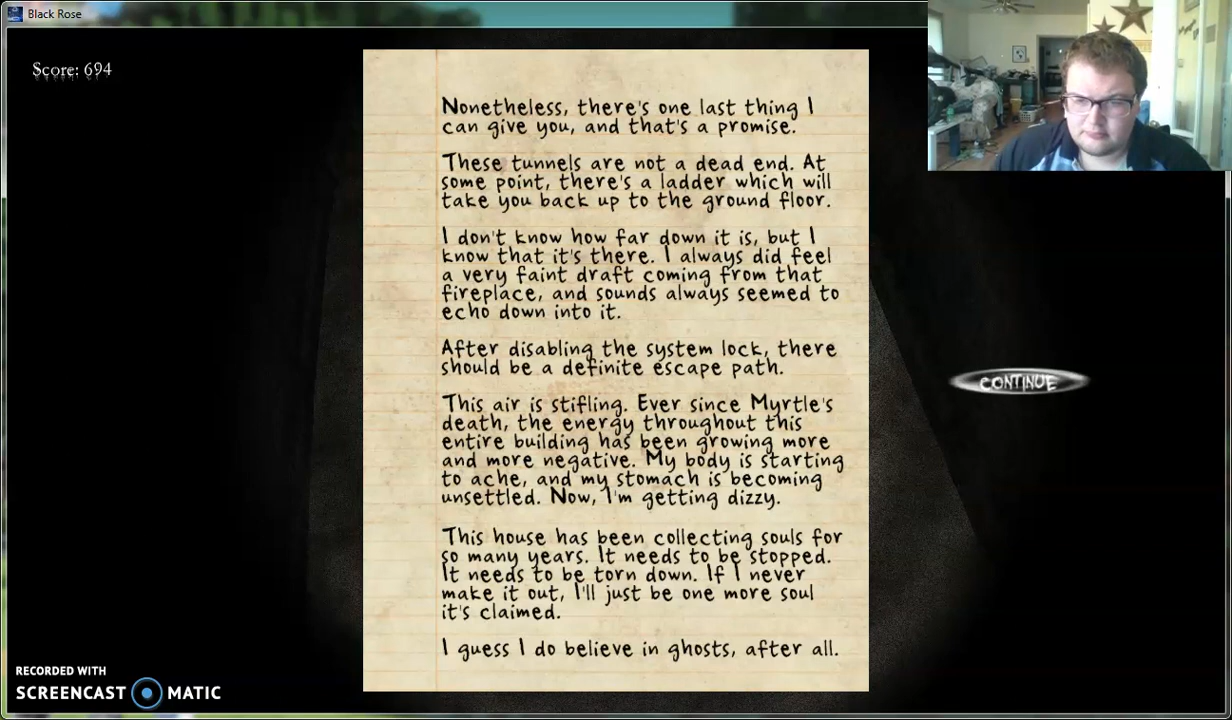 Black Rose
Score: 694
Nonetheless, there's one last thing I
can give you, and that's a promise.
These tunnels are not a dead end. At
some point, there's a ladder which will
take you back up to the ground floor.
I don't know how far down it is, but I
know that it's there. I always did feel
a very faint draft coming from that
fireplace, and sounds always seemed to
echo down into it.
After disabling the system lock, there
should be a definite escape path.
This air is stifling. Ever since Myrtle's
death, the energy throughout this
entire building has been growing more
and more negative. My body is starting
to ache, and my stomach is becoming
unsettled. Now, I'm getting dizzy.
This house has been collecting souls for
so many years. It needs to be stopped.
It needs to be torn down. If I never
make it out, I'll just be one more soul
it's claimed.
I guess I do believe in ghosts, after all.
CONTINUE
RECORDED WITH
SCREENCAST MATIC